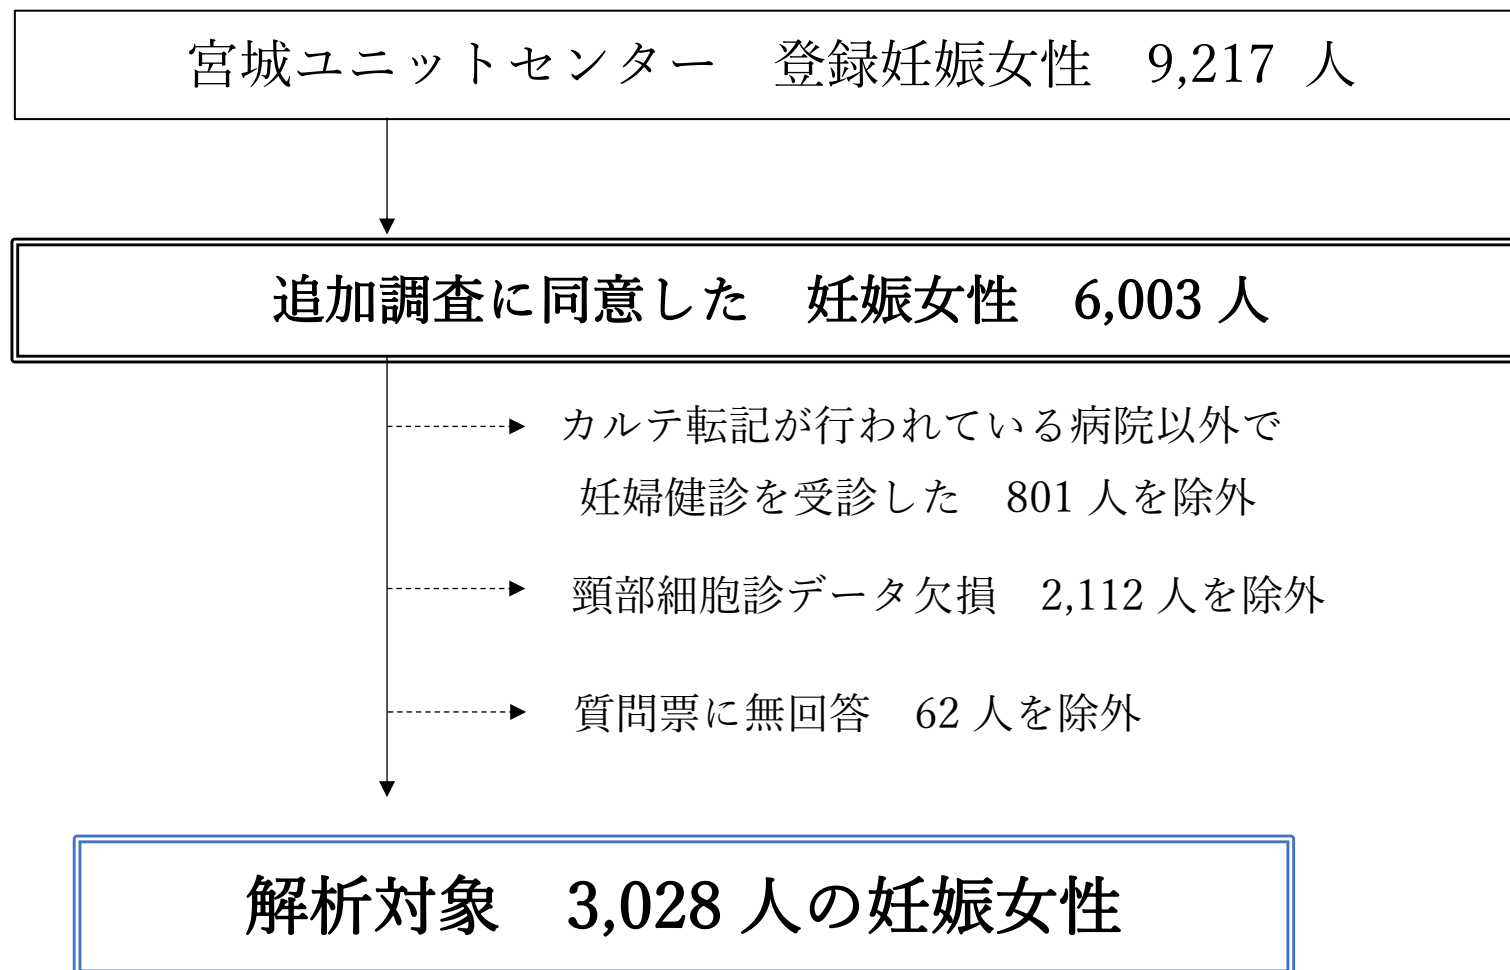 宮城ユニットセンター　登録妊娠女性　9,217 人
追加調査に同意した　妊娠女性　6,003 人
カルテ転記が行われている病院以外で
妊婦健診を受診した　801 人を除外
頸部細胞診データ欠損　2,112 人を除外
質問票に無回答　62 人を除外
解析対象　3,028 人の妊娠女性